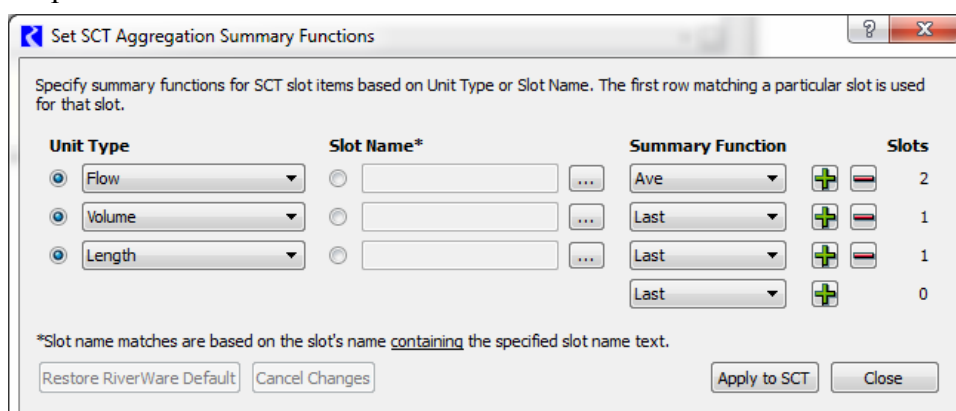 Set SCT Aggregation Summary Functions
Specify summary functions for SCT slot items based on Unit Type or Slot Name. The first row matching a particular slot is used
for that slot.
Unit Type Slot Name* Summary Function Slots
Flow ... Ave 2
Volume ... Last 1
Length ... Last 1
Last 0
*Slot name matches are based on the slot's name containing the specified slot name text.
Restore RiverWare Default Cancel Changes Apply to SCT Close